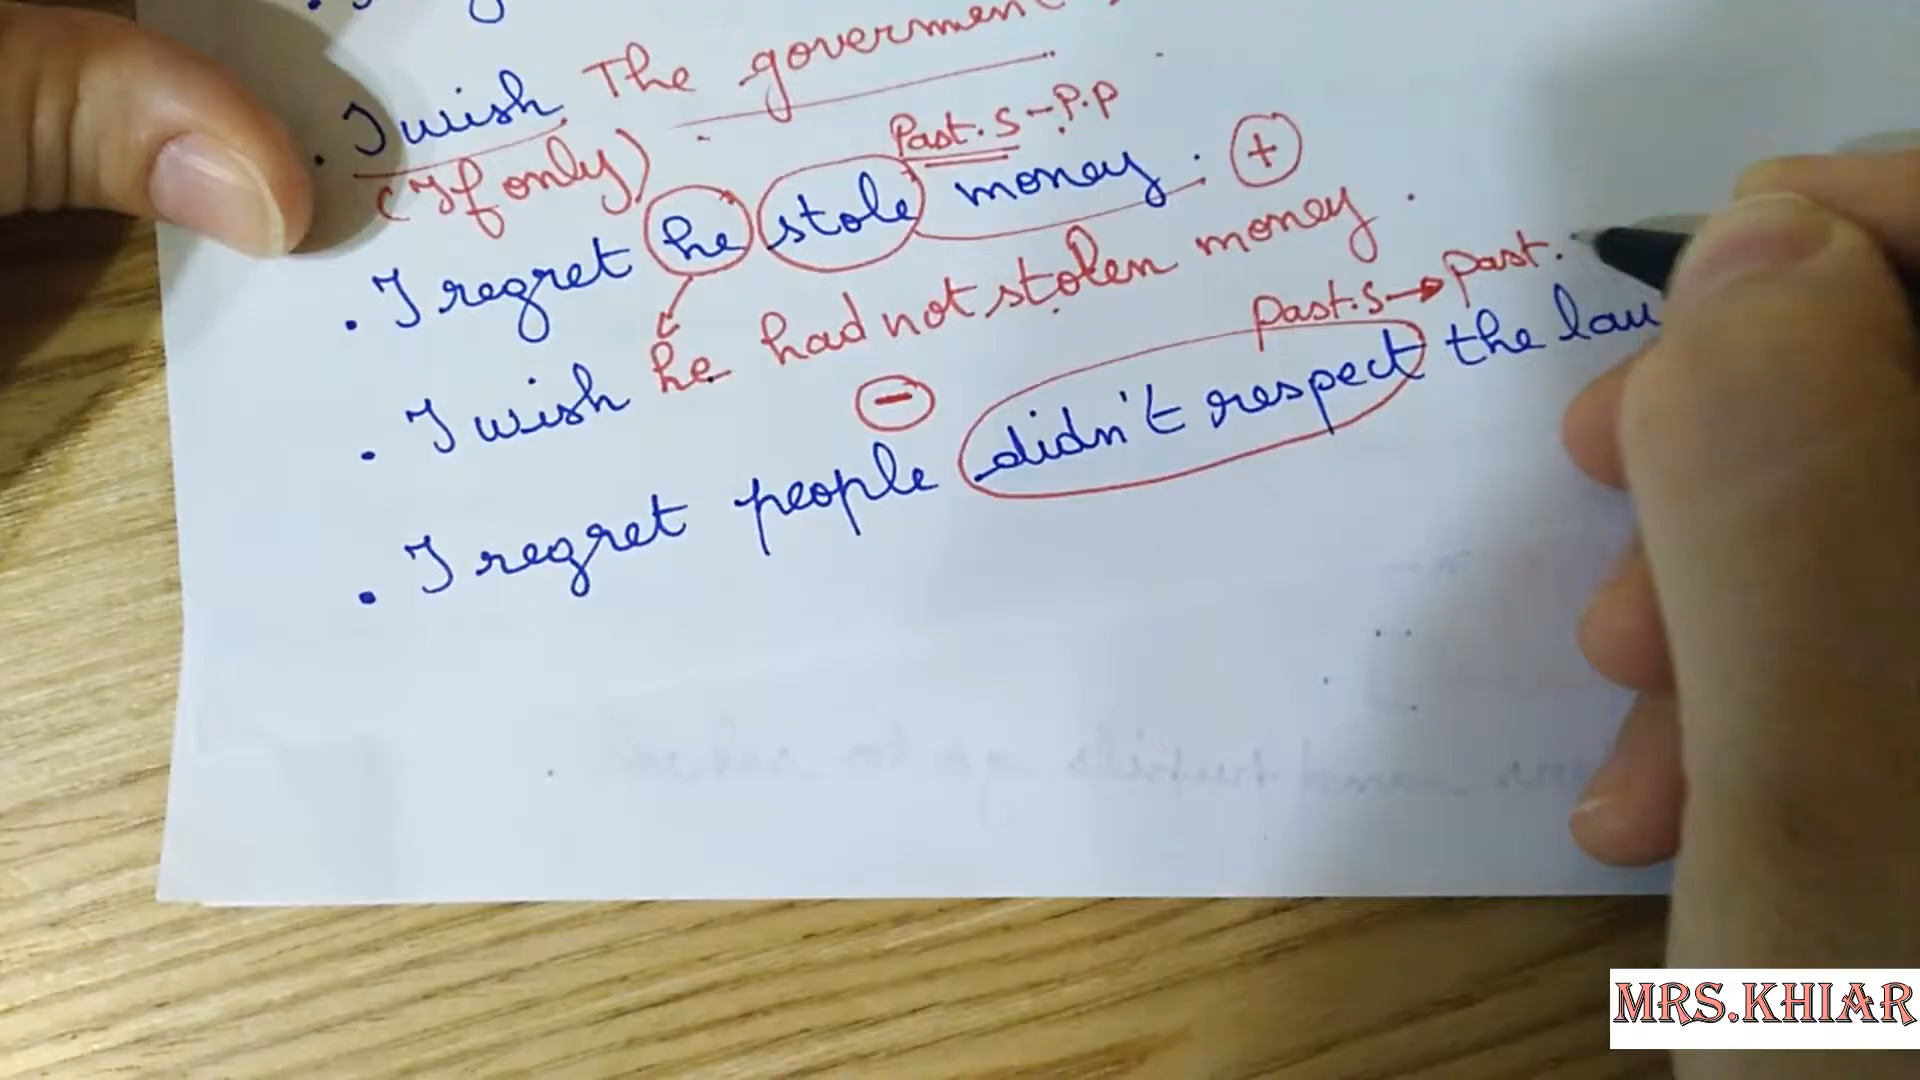 . I wish The government
(If only)
Past.S - P.P
. I regret he stole money . +
. I wish he had not stolen money .
Past.S → past.
-
. I regret people didn't respect the law
MRS.KHIAR